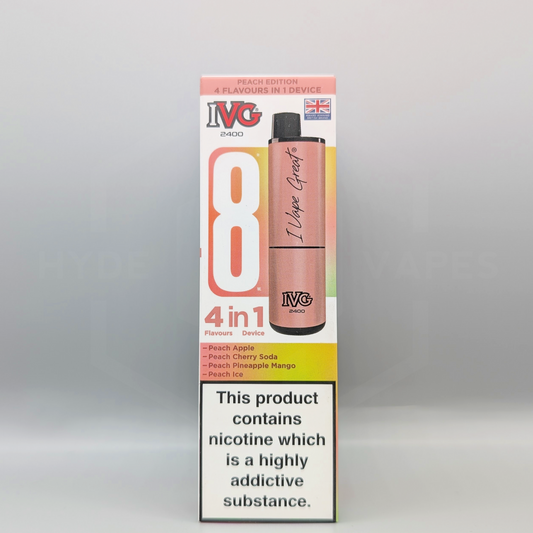 PEACH EDITION
4 FLAVOURS IN 1 DEVICE
IVG
2400
8
I Vape Great
4 in 1
Flavours Device
IVG
2400
– Peach Apple
– Peach Cherry Soda
– Peach Pineapple Mango
– Peach Ice
This product
contains
nicotine which
is a highly
addictive
substance.